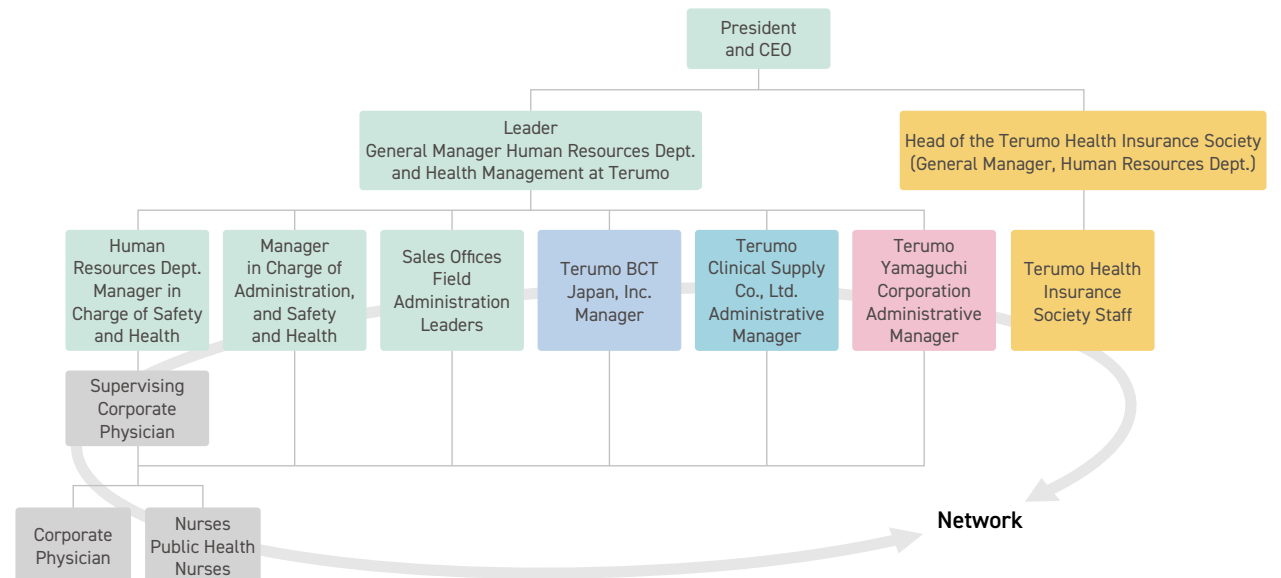 President
and CEO
Leader
General Manager Human Resources Dept.
and Health Management at Terumo
Head of the Terumo Health Insurance Society
(General Manager, Human Resources Dept.)
Human
Resources Dept.
Manager in
Charge of Safety
and Health
Manager
in Charge of
Administration,
and Safety
and Health
Sales Offices
Field
Administration
Leaders
Terumo BCT
Japan, Inc.
Manager
Terumo
Clinical Supply
Co., Ltd.
Administrative
Manager
Terumo
Yamaguchi
Corporation
Administrative
Manager
Terumo Health
Insurance
Society Staff
Supervising
Corporate
Physician
Corporate
Physician
Nurses
Public Health
Nurses
Network